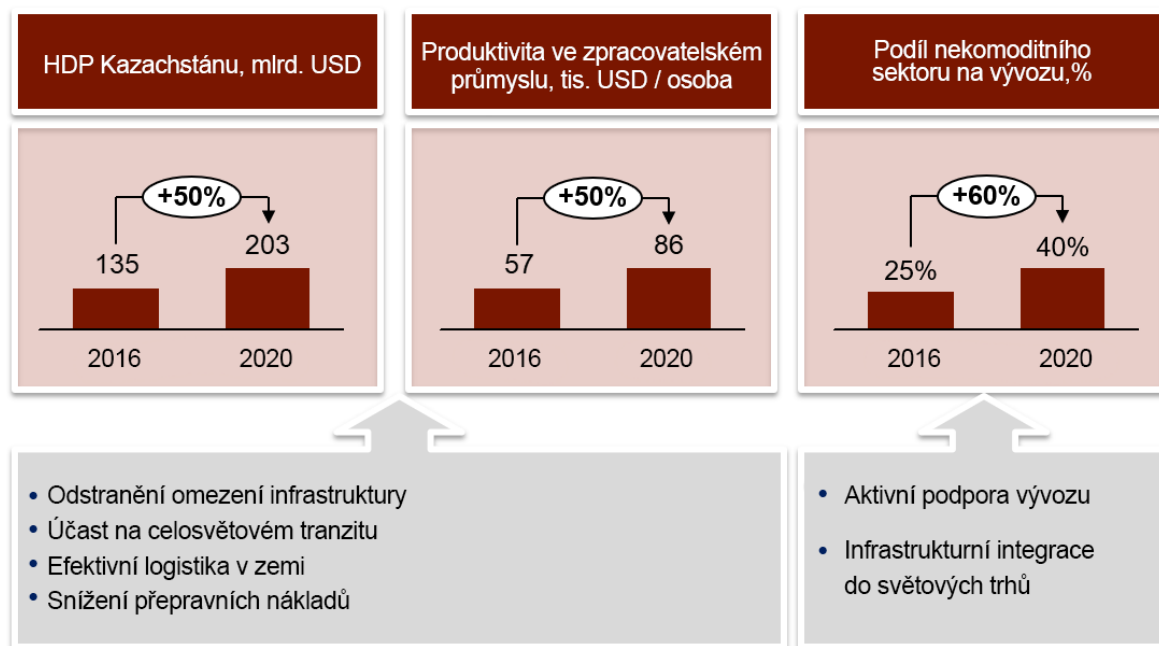 HDP Kazachstánu, mlrd. USD
Produktivita ve zpracovatelském
průmyslu, tis. USD / osoba
Podíl nekomoditního
sektoru na vývozu,%
+50%
135
203
2016
2020
+50%
57
86
2016
2020
+60%
25%
40%
2016
2020
• Odstranění omezení infrastruktury
• Účast na celosvětovém tranzitu
• Efektivní logistika v zemi
• Snížení přepravních nákladů
• Aktivní podpora vývozu
• Infrastrukturní integrace
do světových trhů